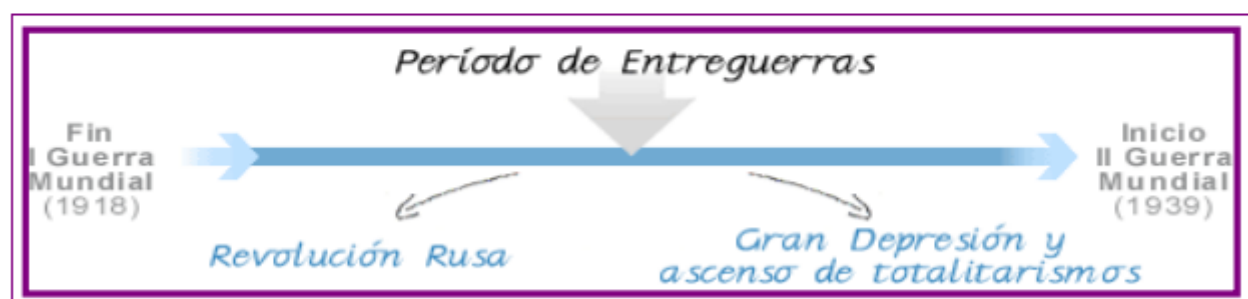 Período de Entreguerras
Fin
I Guerra
Mundial
(1918)
Inicio
II Guerra
Mundial
(1939)
Revolución Rusa
Gran Depresión y
ascenso de totalitarismos